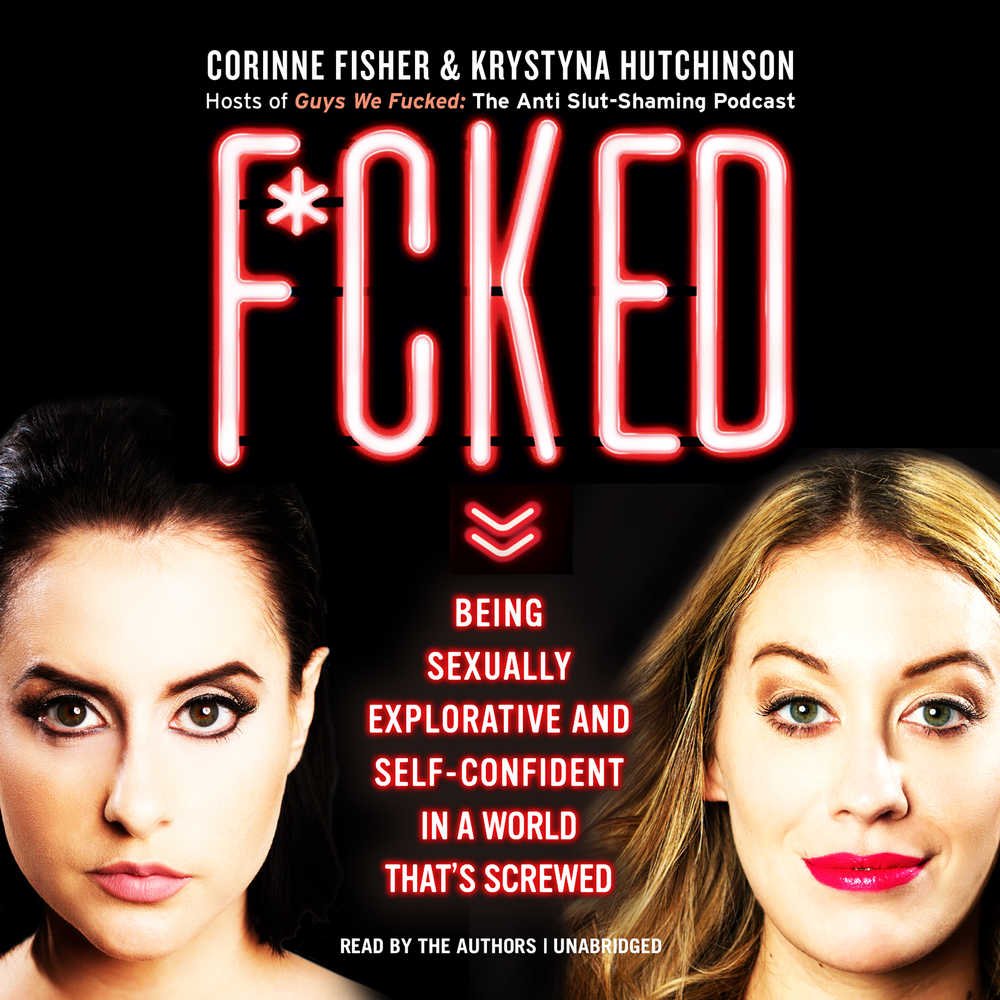 CORINNE FISHER & KRYSTYNA HUTCHINSON
Hosts of Guys We Fucked: The Anti Slut-Shaming Podcast
F*CKED
BEING
SEXUALLY
EXPLORATIVE AND
SELF-CONFIDENT
IN A WORLD
THAT'S SCREWED
READ BY THE AUTHORS | UNABRIDGED